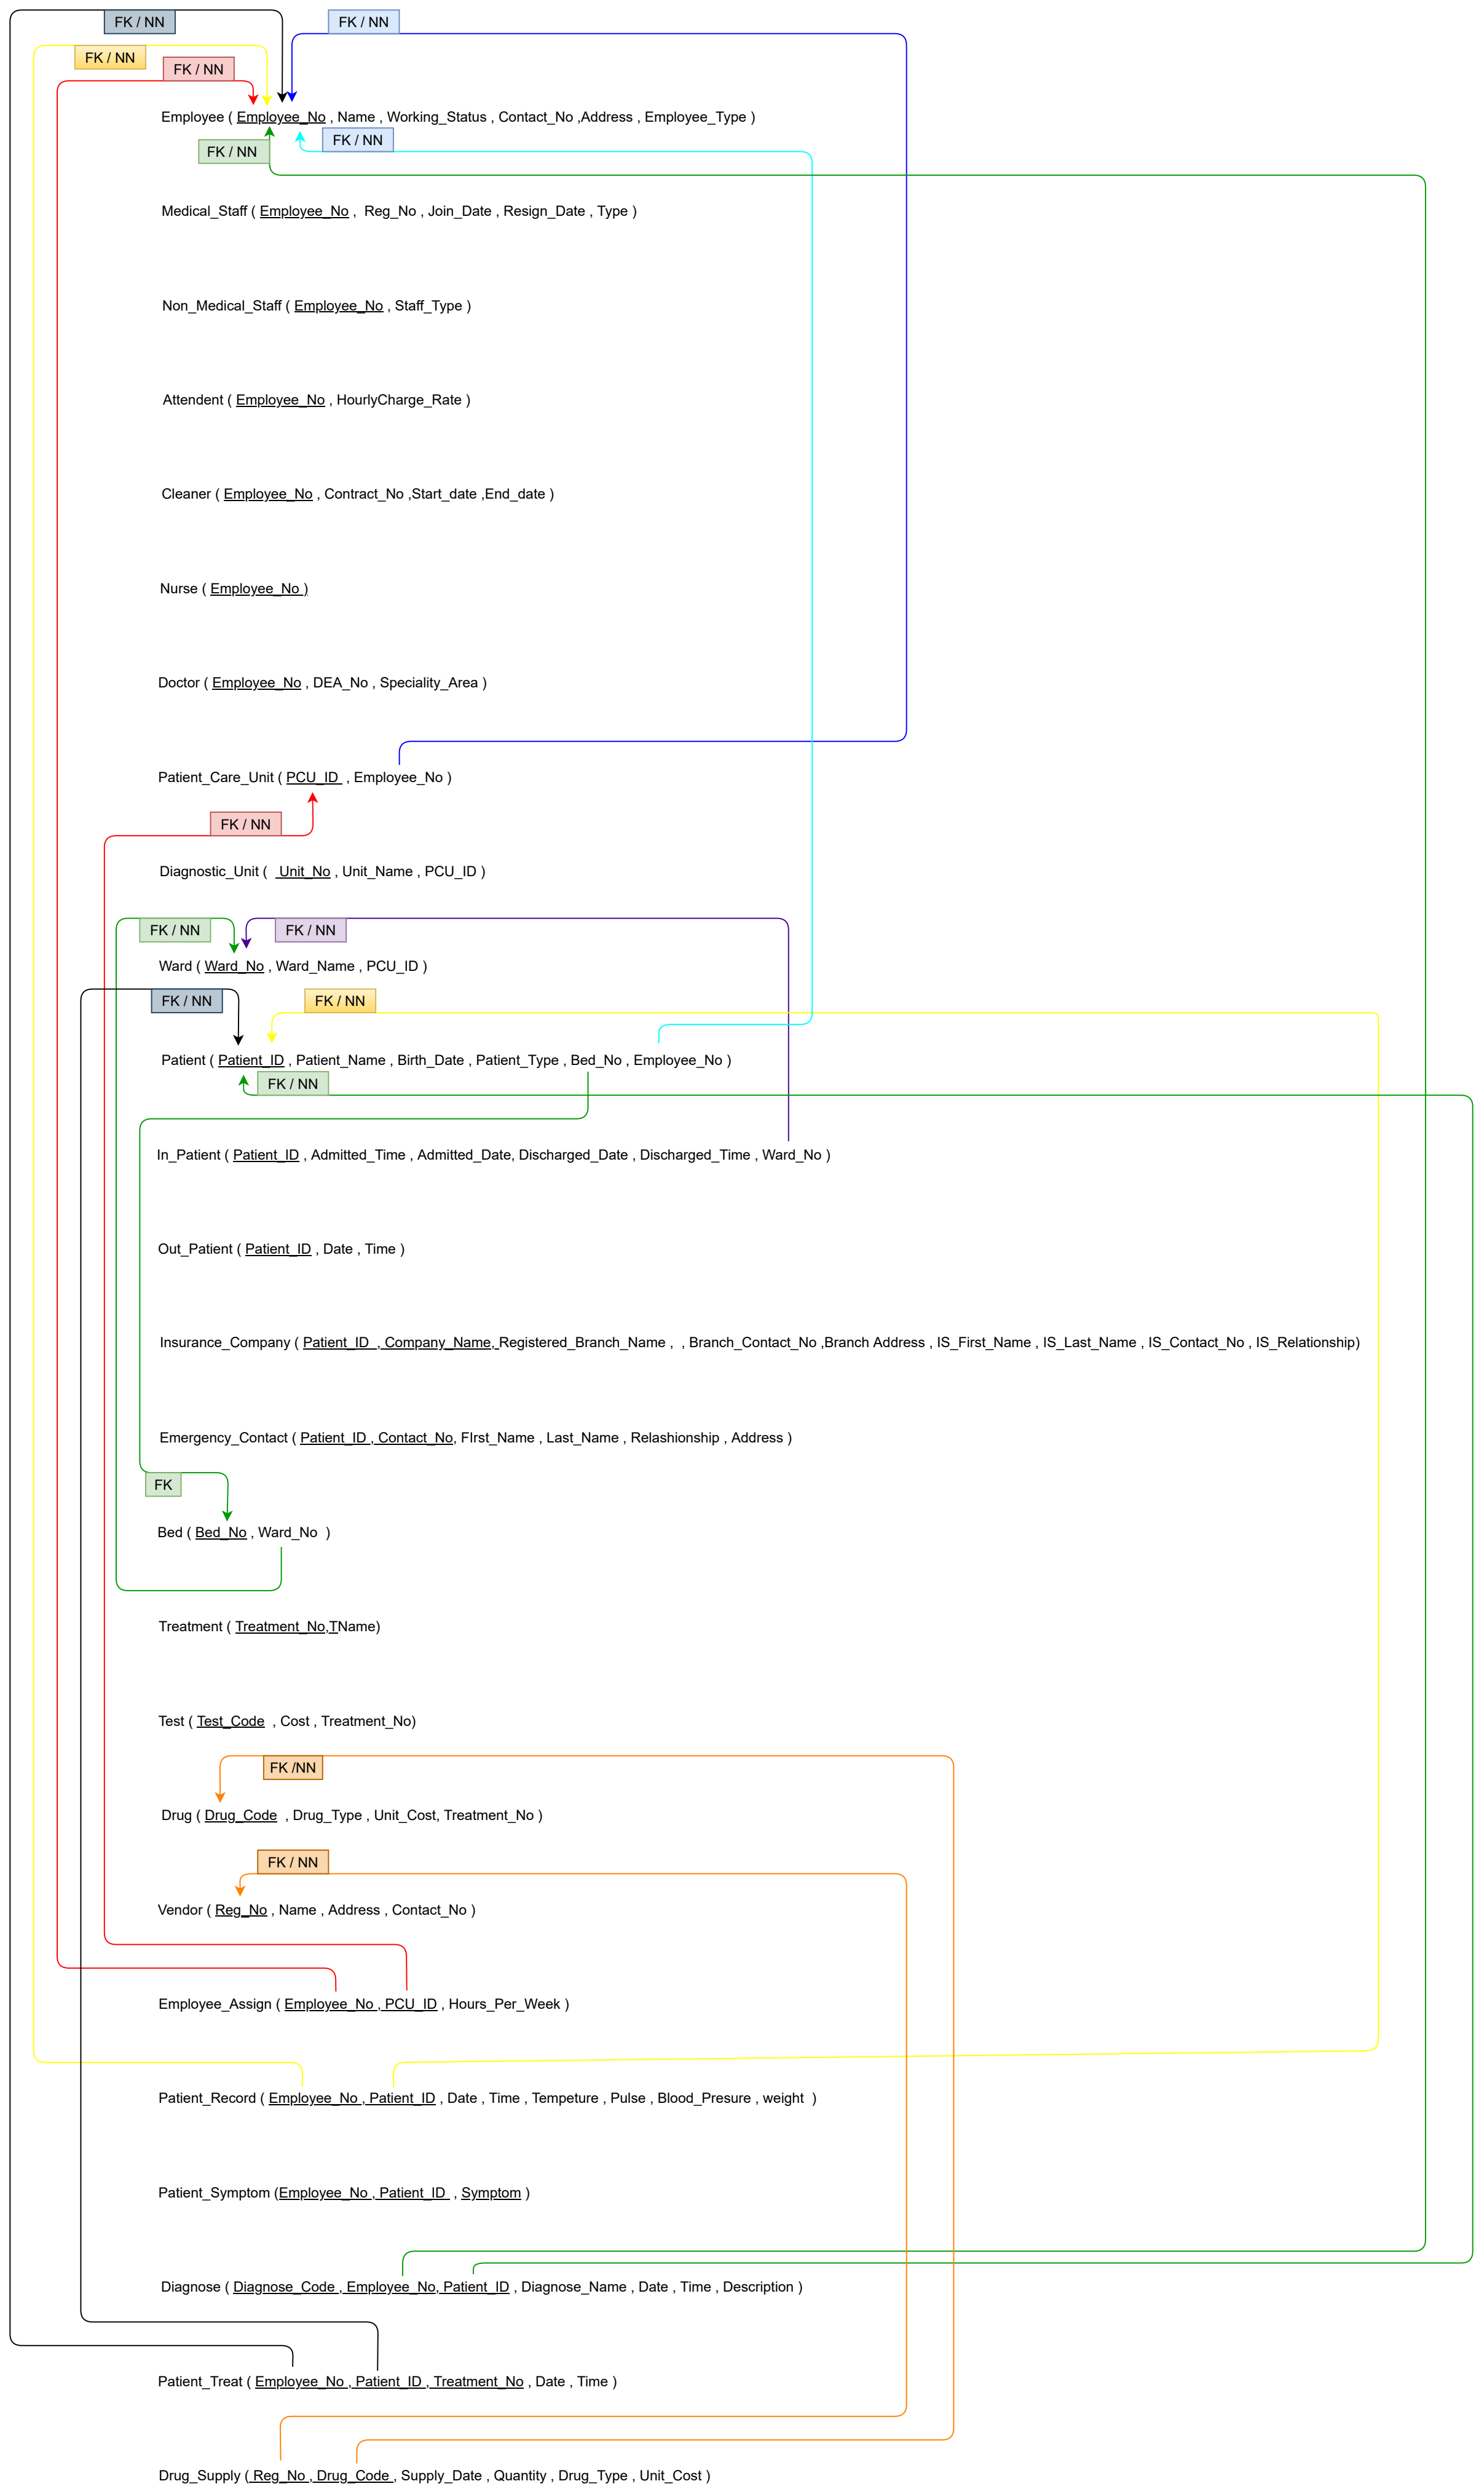 FK / NN
FK / NN
FK / NN
FK / NN
Employee ( Employee_No , Name , Working_Status , Contact_No ,Address , Employee_Type )
FK / NN
FK / NN
Medical_Staff ( Employee_No , Reg_No , Join_Date , Resign_Date , Type )
Non_Medical_Staff ( Employee_No , Staff_Type )
Attendent ( Employee_No , HourlyCharge_Rate )
Cleaner ( Employee_No , Contract_No ,Start_date ,End_date )
Nurse ( Employee_No )
Doctor ( Employee_No , DEA_No , Speciality_Area )
Patient_Care_Unit ( PCU_ID , Employee_No )
FK / NN
Diagnostic_Unit ( Unit_No , Unit_Name , PCU_ID )
FK / NN
FK / NN
Ward ( Ward_No , Ward_Name , PCU_ID )
FK / NN
FK / NN
Patient ( Patient_ID , Patient_Name , Birth_Date , Patient_Type , Bed_No , Employee_No )
FK / NN
In_Patient ( Patient_ID , Admitted_Time , Admitted_Date, Discharged_Date , Discharged_Time , Ward_No )
Out_Patient ( Patient_ID , Date , Time )
Insurance_Company ( Patient_ID , Company_Name, Registered_Branch_Name , , Branch_Contact_No ,Branch Address , IS_First_Name , IS_Last_Name , IS_Contact_No , IS_Relationship)
Emergency_Contact ( Patient_ID , Contact_No, FIrst_Name , Last_Name , Relashionship , Address )
FK
Bed ( Bed_No , Ward_No )
Treatment ( Treatment_No,TName)
Test ( Test_Code , Cost , Treatment_No)
FK /NN
Drug ( Drug_Code , Drug_Type , Unit_Cost, Treatment_No )
FK / NN
Vendor ( Reg_No , Name , Address , Contact_No )
Employee_Assign ( Employee_No , PCU_ID , Hours_Per_Week )
Patient_Record ( Employee_No , Patient_ID , Date , Time , Tempeture , Pulse , Blood_Presure , weight )
Patient_Symptom (Employee_No , Patient_ID , Symptom )
Diagnose ( Diagnose_Code , Employee_No, Patient_ID , Diagnose_Name , Date , Time , Description )
Patient_Treat ( Employee_No , Patient_ID , Treatment_No , Date , Time )
Drug_Supply ( Reg_No , Drug_Code , Supply_Date , Quantity , Drug_Type , Unit_Cost )